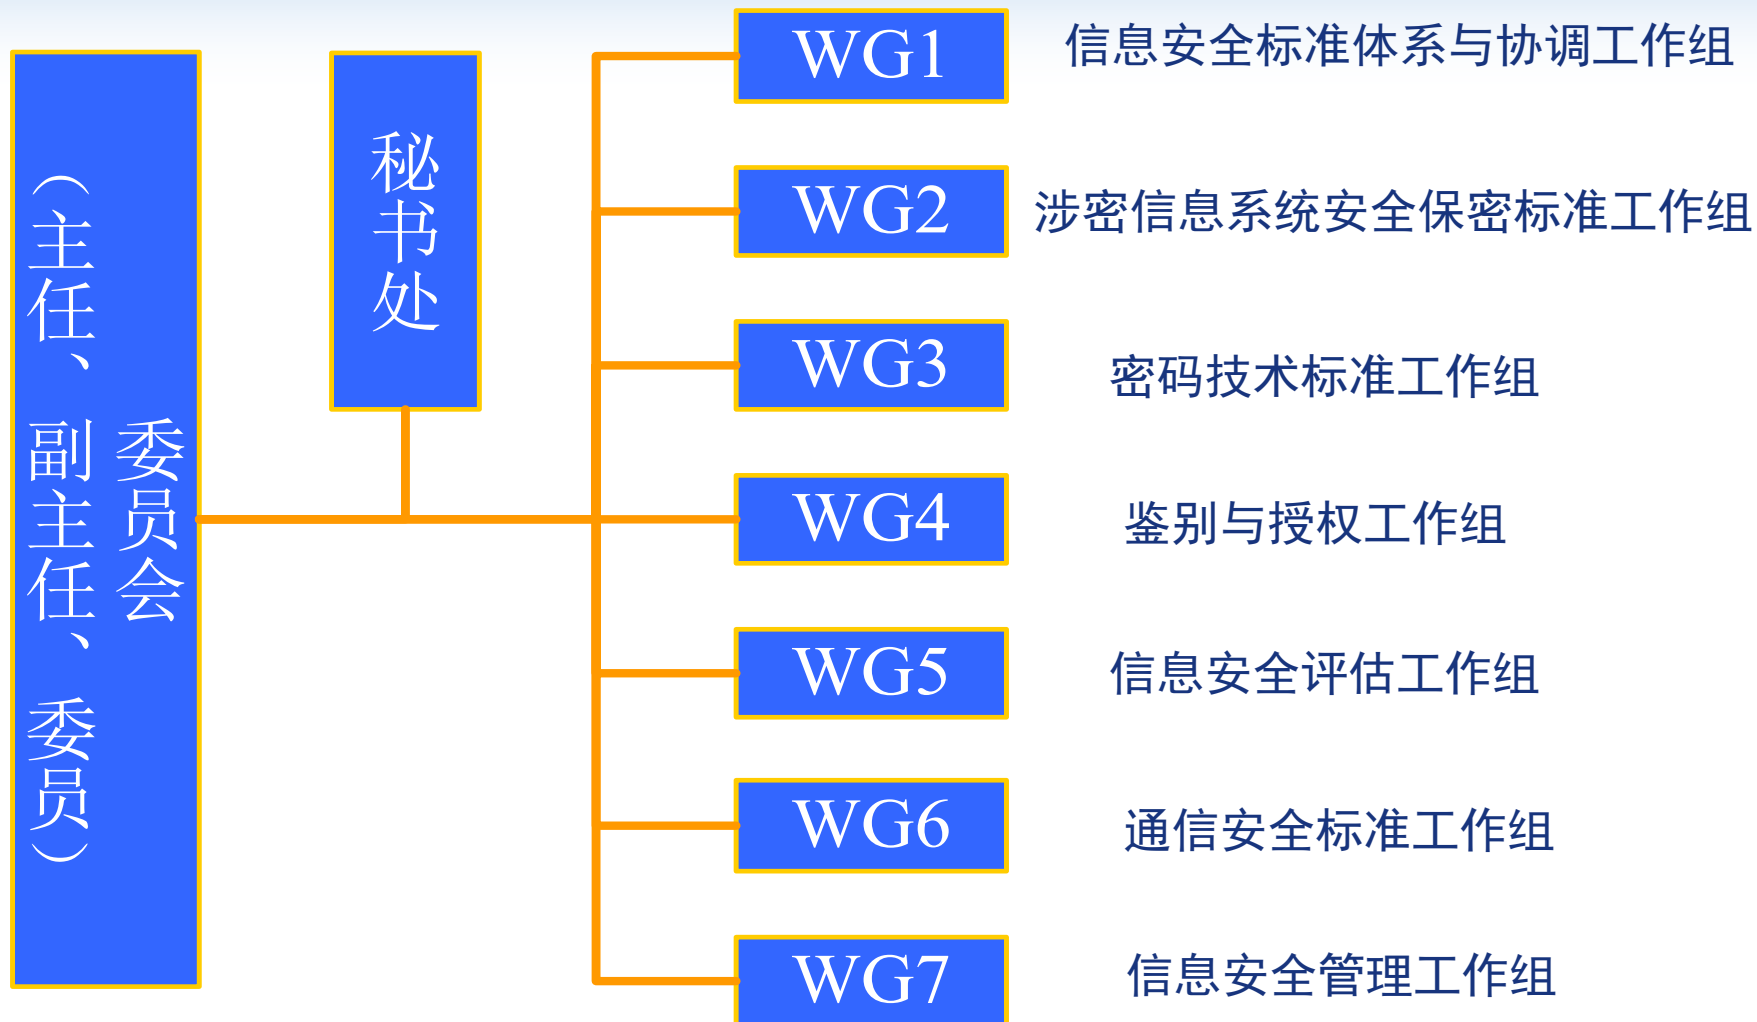 委员会
（主任、副主任、委员）
秘书处
WG1
信息安全标准体系与协调工作组
WG2
涉密信息系统安全保密标准工作组
WG3
密码技术标准工作组
WG4
鉴别与授权工作组
WG5
信息安全评估工作组
WG6
通信安全标准工作组
WG7
信息安全管理工作组